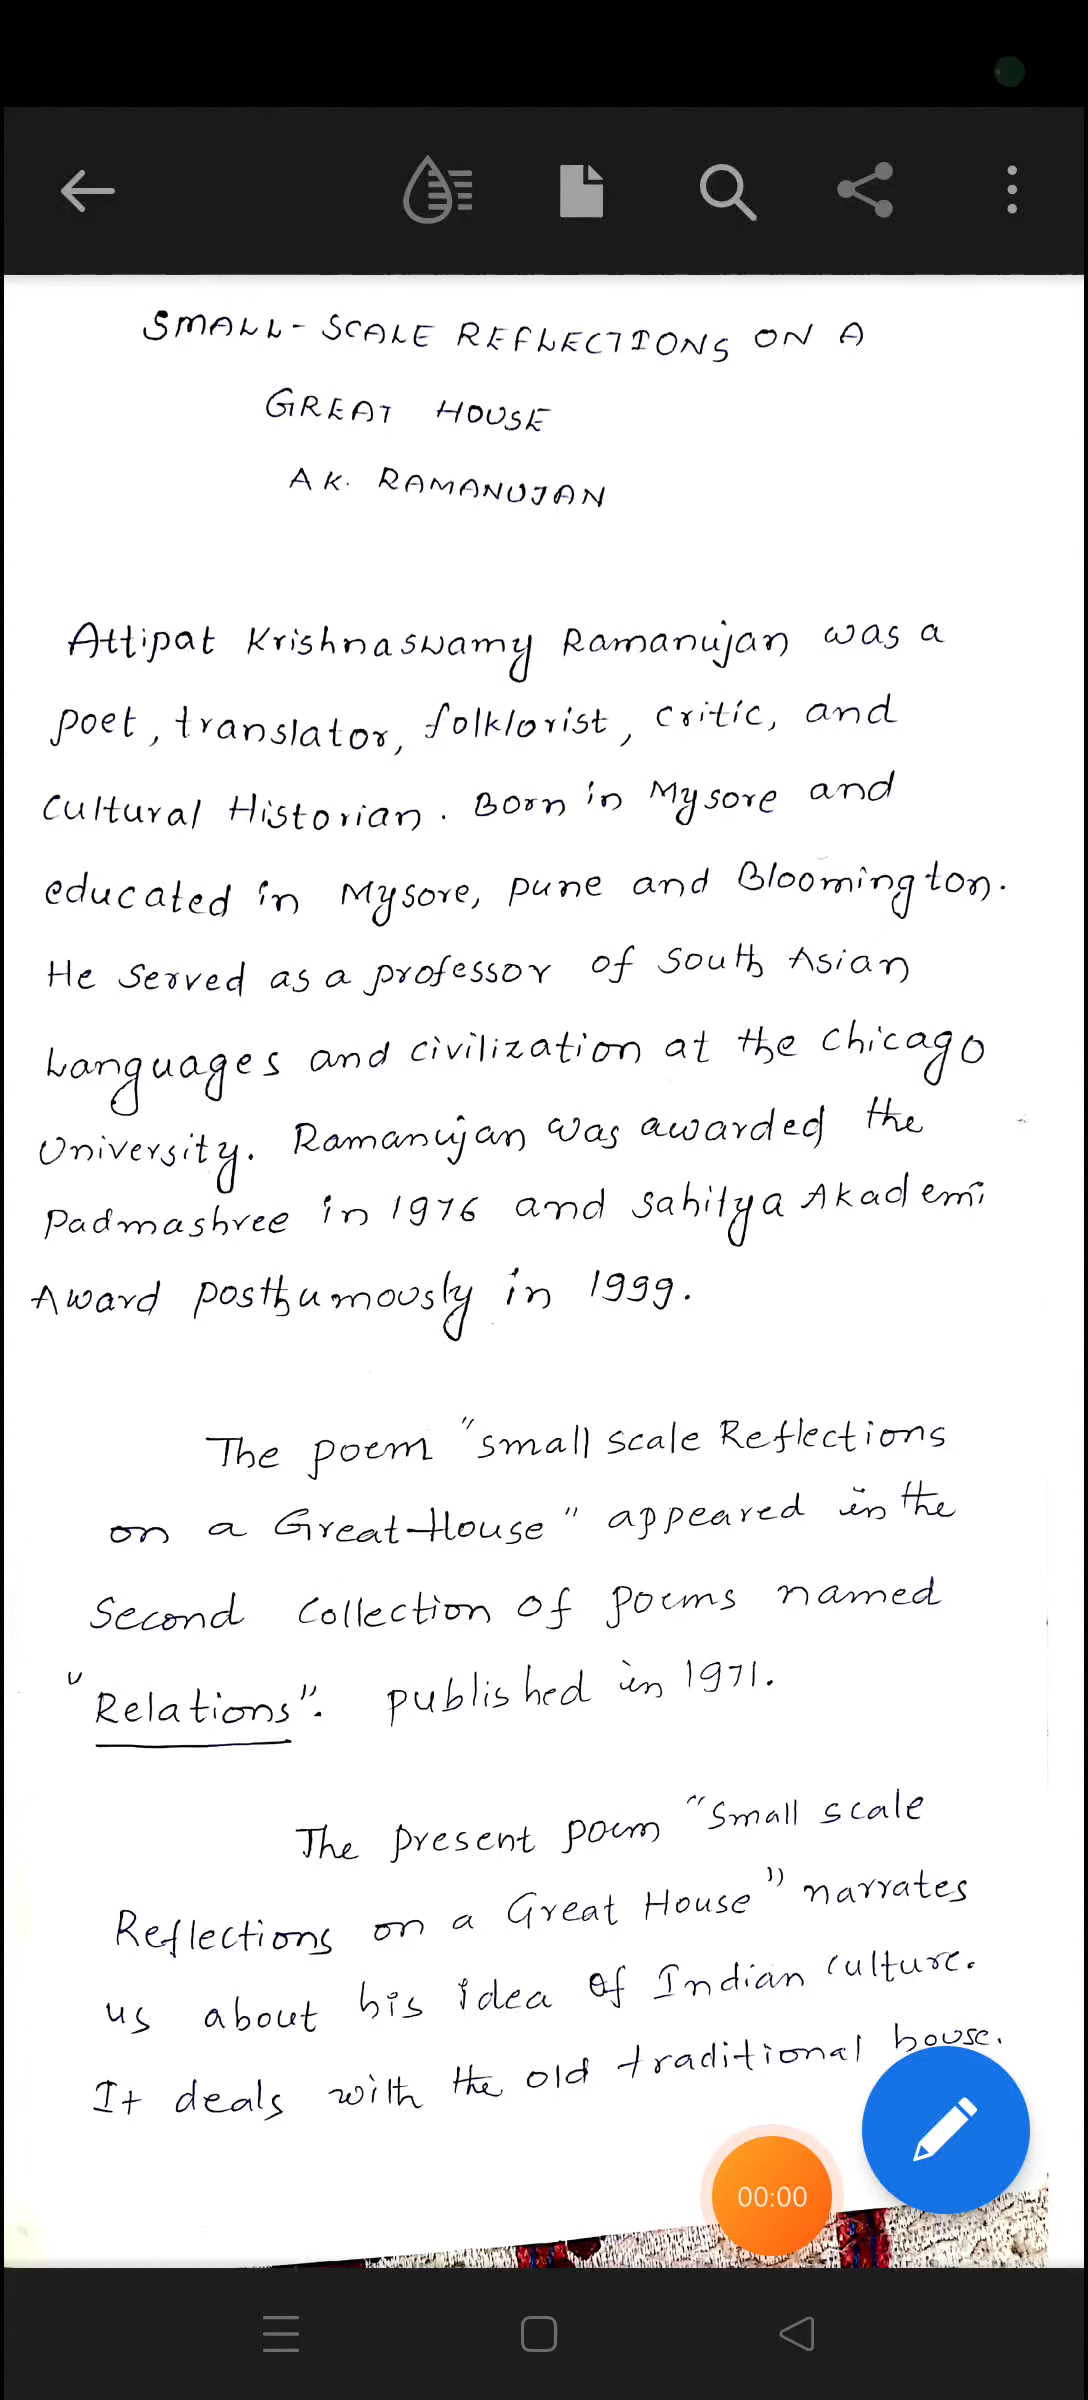 SMALL-SCALE REFLECTIONS ON A
GREAT HOUSE
A K. RAMANUJAN
Attipat Krishnaswamy Ramanujan was a
poet, translator, folklorist, critic, and
cultural Historian. Born in Mysore and
educated in Mysore, pune and Bloomington.
He served as a professor of South Asian
Languages and civilization at the chicago
University. Ramanujan was awarded the
Padmashree in 1976 and sahitya Akademi
Award posthumously in 1999.
The poem "small scale Reflections
on a Great House" appeared in the
Second Collection of poems named
"Relations". published in 1971.
The present poem "Small scale
Reflections on a Great House" narrates
us about his idea of Indian culture.
It deals with the old traditional house.
00:00